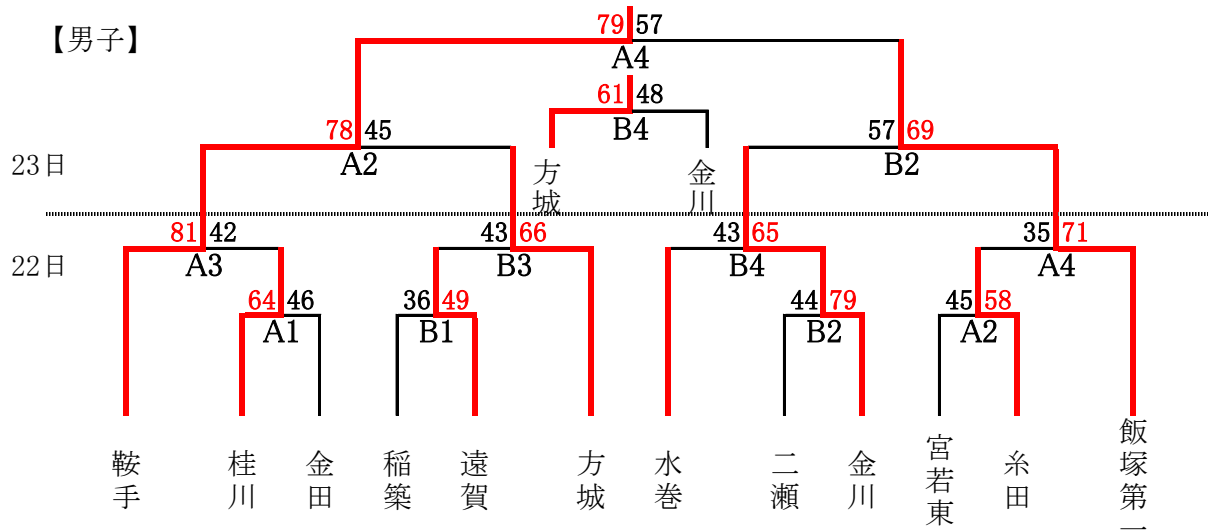 【男子】
79 57
A4
61 48
B4
方城
金川
78 45
A2
57 69
B2
23日
81 42
A3
43 66
B3
43 65
B4
35 71
A4
22日
64 46
A1
36 49
B1
44 79
B2
45 58
A2
鞍手
桂川
金田
稲築
遠賀
方城
水巻
二瀬
金川
宮若東
糸田
飯塚第一